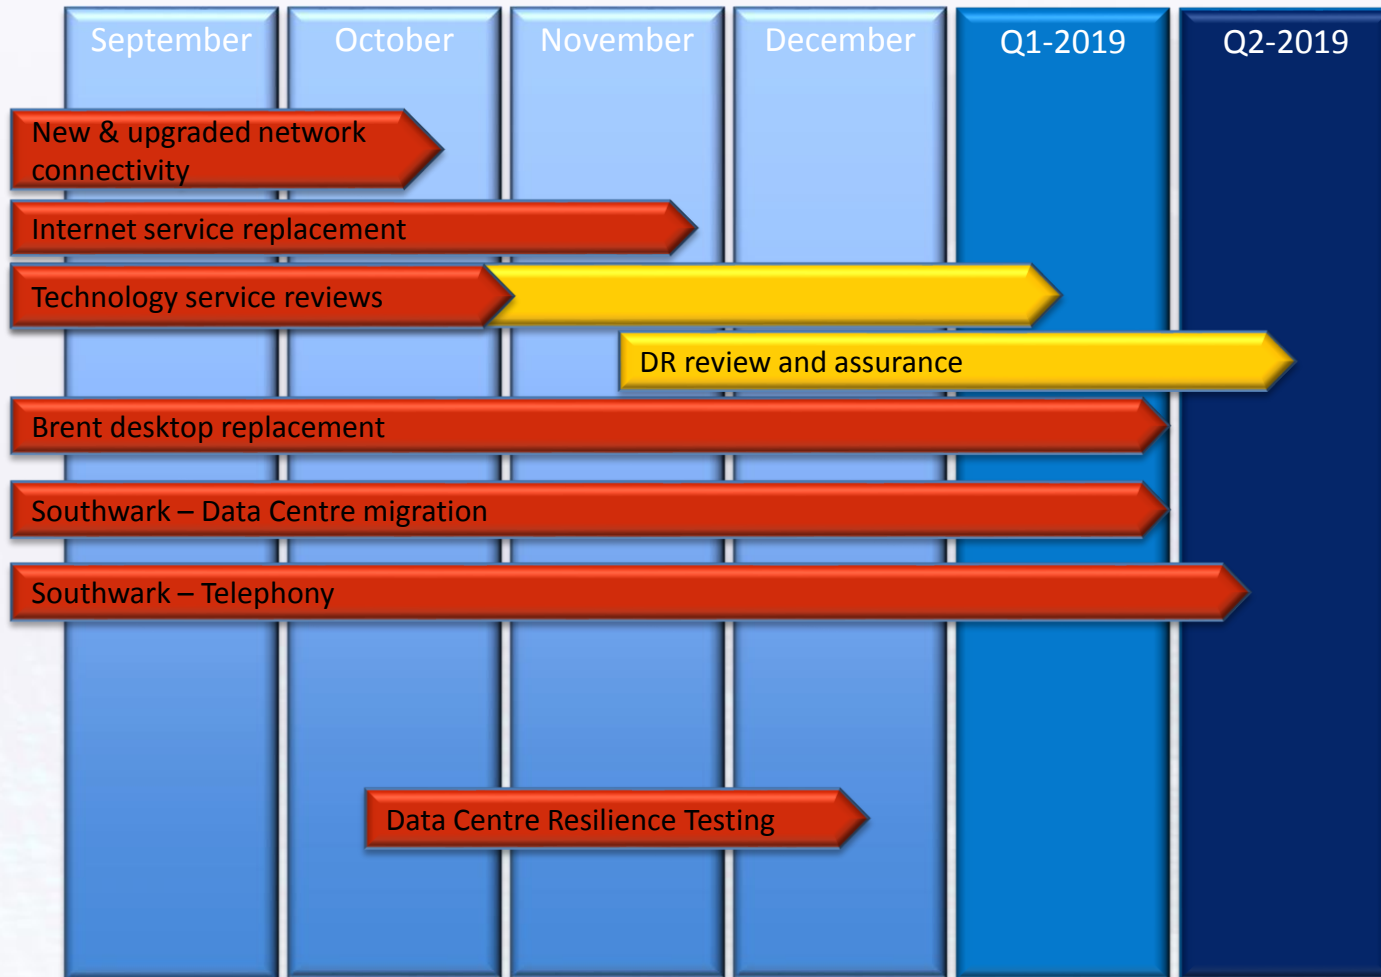 September October November December Q1-2019 Q2-2019
New & upgraded network
connectivity
Internet service replacement
Technology service reviews
DR review and assurance
Brent desktop replacement
Southwark – Data Centre migration
Southwark – Telephony
Data Centre Resilience Testing